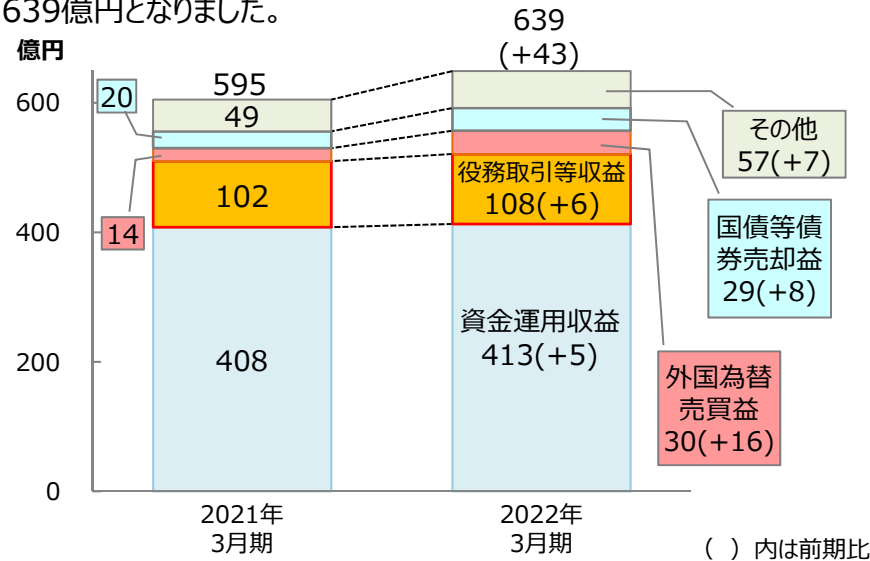 639億円となりました。
億円
639
(+43)
595
600
20
49
その他
57(+7)
102
役務取引等収益
108(+6)
400
14
国債等債
券売却益
29(+8)
資金運用収益
413(+5)
408
200
外国為替
売買益
30(+16)
0
2021年
3月期
2022年
3月期
( ) 内は前期比